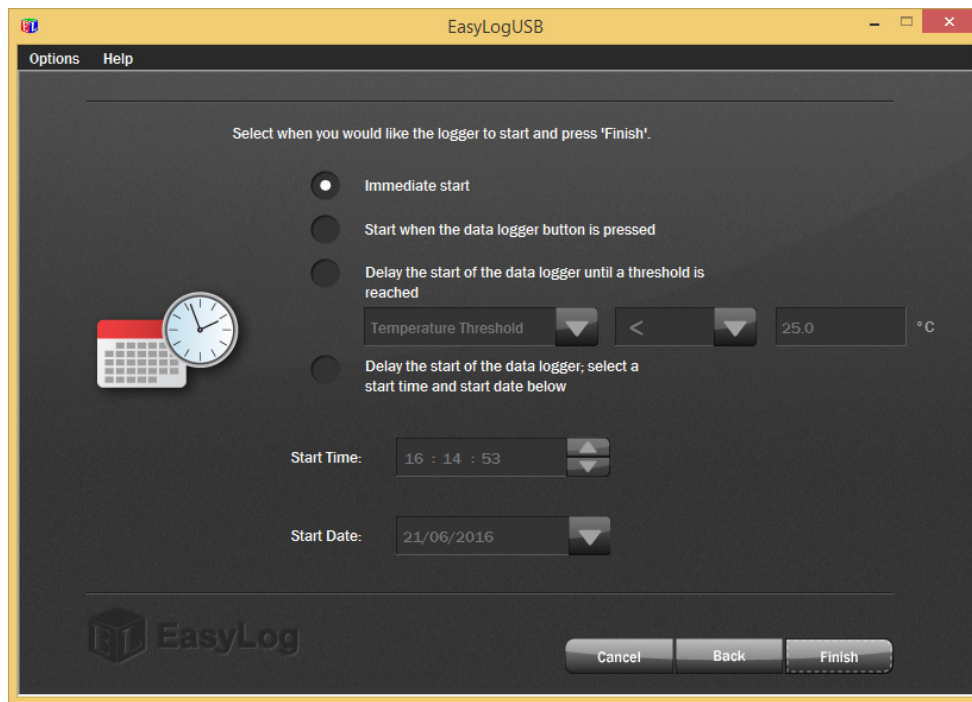 EasyLogUSB
Options Help
Select when you would like the logger to start and press 'Finish'.
Immediate start
Start when the data logger button is pressed
Delay the start of the data logger until a threshold is
reached
Temperature Threshold < 25.0 °C
Delay the start of the data logger; select a
start time and start date below
Start Time: 16 : 14 : 53
Start Date: 21/06/2016
EL EasyLog
Cancel Back Finish